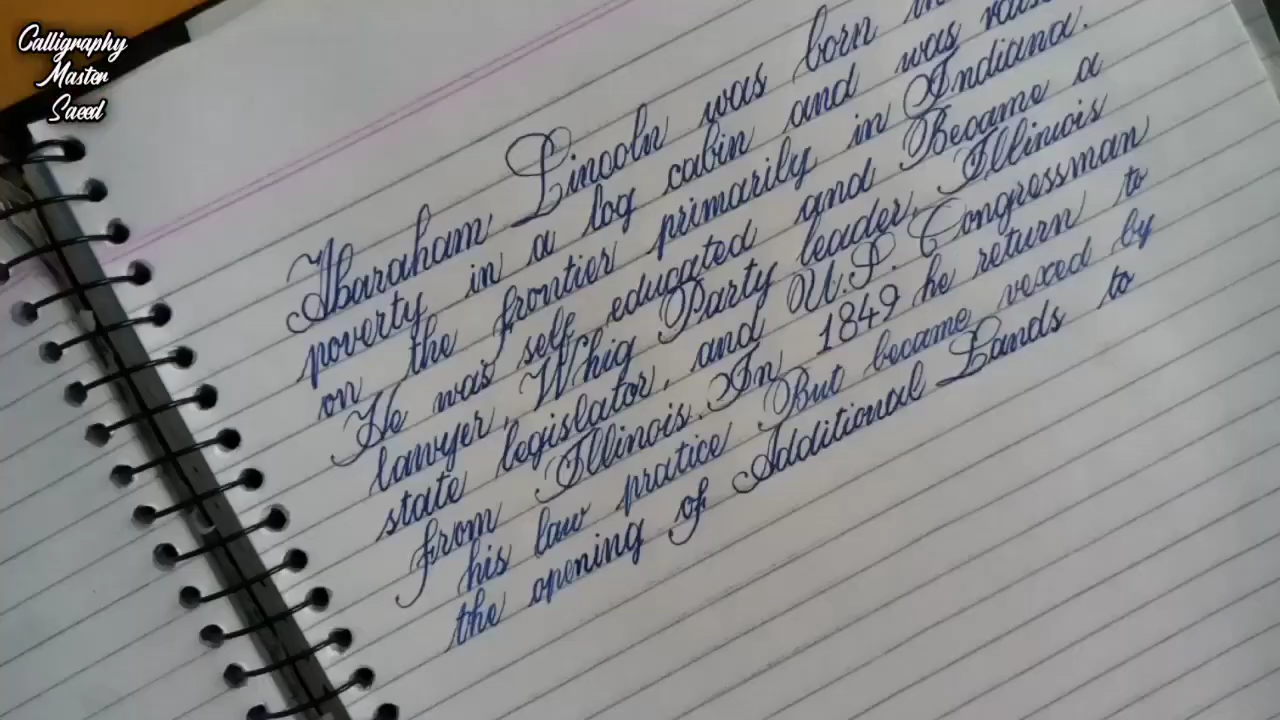 Calligraphy
Master
Saeed
Abaraham Lincoln was born in
poverty in a log cabin and was
on the frontier primarily in Indiana.
He was self educated and Became a
lawyer, Whig Party leader, Illinois
state legislator, and U.S. Congressman
from Illinois. In 1849 he return to
his law pratice But became vexed by
the opening of Additional Lands to